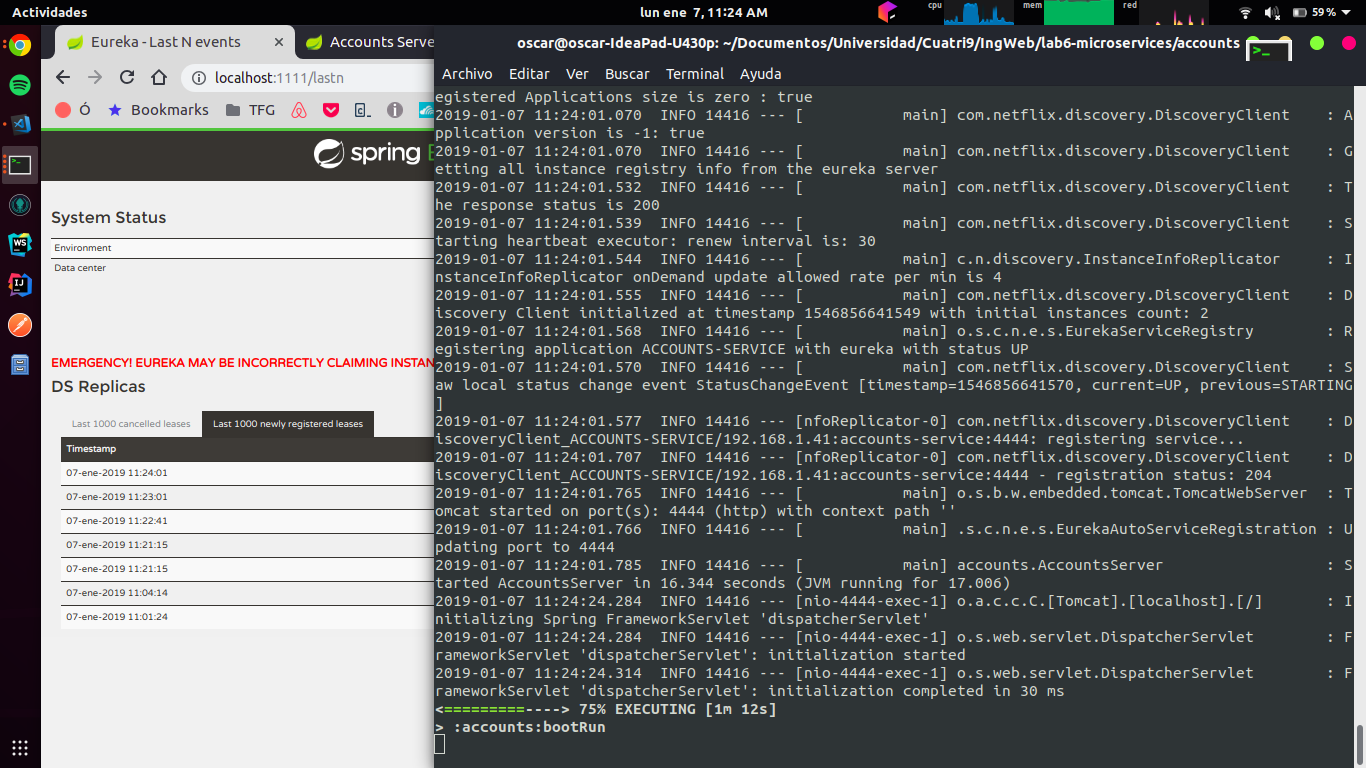 Actividades
lun ene 7, 11:24 AM
cpu
mem
red
59 %
Eureka - Last N events
Accounts Serve
localhost:1111/lastn
Ó
Bookmarks
TFG
spring
System Status
Environment
Data center
EMERGENCY! EUREKA MAY BE INCORRECTLY CLAIMING INSTAN
DS Replicas
Last 1000 cancelled leases
Last 1000 newly registered leases
Timestamp
07-ene-2019 11:24:01
07-ene-2019 11:23:01
07-ene-2019 11:22:41
07-ene-2019 11:21:15
07-ene-2019 11:21:15
07-ene-2019 11:04:14
07-ene-2019 11:01:24
oscar@oscar-IdeaPad-U430p: ~/Documentos/Universidad/Cuatri9/IngWeb/lab6-microservices/accounts
Archivo Editar Ver Buscar Terminal Ayuda
egistered Applications size is zero : true
2019-01-07 11:24:01.070  INFO 14416 --- [           main] com.netflix.discovery.DiscoveryClient    : A
pplication version is -1: true
2019-01-07 11:24:01.070  INFO 14416 --- [           main] com.netflix.discovery.DiscoveryClient    : G
etting all instance registry info from the eureka server
2019-01-07 11:24:01.532  INFO 14416 --- [           main] com.netflix.discovery.DiscoveryClient    : T
he response status is 200
2019-01-07 11:24:01.539  INFO 14416 --- [           main] com.netflix.discovery.DiscoveryClient    : S
tarting heartbeat executor: renew interval is: 30
2019-01-07 11:24:01.544  INFO 14416 --- [           main] c.n.discovery.InstanceInfoReplicator     : I
nstanceInfoReplicator onDemand update allowed rate per min is 4
2019-01-07 11:24:01.555  INFO 14416 --- [           main] com.netflix.discovery.DiscoveryClient    : D
iscovery Client initialized at timestamp 1546856641549 with initial instances count: 2
2019-01-07 11:24:01.568  INFO 14416 --- [           main] o.s.c.n.e.s.EurekaServiceRegistry        : R
egistering application ACCOUNTS-SERVICE with eureka with status UP
2019-01-07 11:24:01.570  INFO 14416 --- [           main] com.netflix.discovery.DiscoveryClient    : S
aw local status change event StatusChangeEvent [timestamp=1546856641570, current=UP, previous=STARTING
]
2019-01-07 11:24:01.577  INFO 14416 --- [nfoReplicator-0] com.netflix.discovery.DiscoveryClient    : D
iscoveryClient_ACCOUNTS-SERVICE/192.168.1.41:accounts-service:4444: registering service...
2019-01-07 11:24:01.707  INFO 14416 --- [nfoReplicator-0] com.netflix.discovery.DiscoveryClient    : D
iscoveryClient_ACCOUNTS-SERVICE/192.168.1.41:accounts-service:4444 - registration status: 204
2019-01-07 11:24:01.765  INFO 14416 --- [           main] o.s.b.w.embedded.tomcat.TomcatWebServer  : T
omcat started on port(s): 4444 (http) with context path ''
2019-01-07 11:24:01.766  INFO 14416 --- [           main] .s.c.n.e.s.EurekaAutoServiceRegistration : U
pdating port to 4444
2019-01-07 11:24:01.785  INFO 14416 --- [           main] accounts.AccountsServer                  : S
tarted AccountsServer in 16.344 seconds (JVM running for 17.006)
2019-01-07 11:24:24.284  INFO 14416 --- [nio-4444-exec-1] o.a.c.c.C.[Tomcat].[localhost].[/]       : I
nitializing Spring FrameworkServlet 'dispatcherServlet'
2019-01-07 11:24:24.284  INFO 14416 --- [nio-4444-exec-1] o.s.web.servlet.DispatcherServlet        : F
rameworkServlet 'dispatcherServlet': initialization started
2019-01-07 11:24:24.314  INFO 14416 --- [nio-4444-exec-1] o.s.web.servlet.DispatcherServlet        : F
rameworkServlet 'dispatcherServlet': initialization completed in 30 ms
<=========----> 75% EXECUTING [1m 12s]
> :accounts:bootRun